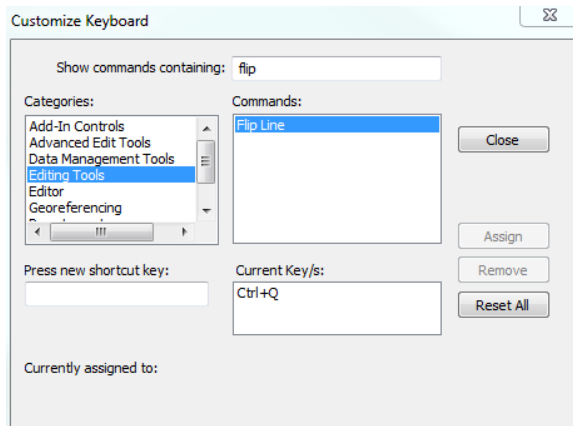 Customize Keyboard
Show commands containing: flip
Categories:
Commands:
Add-In Controls
Advanced Edit Tools
Data Management Tools
Editing Tools
Editor
Georeferencing
Flip Line
Close
Assign
Remove
Reset All
Press new shortcut key:
Current Key/s:
Ctrl+Q
Currently assigned to: